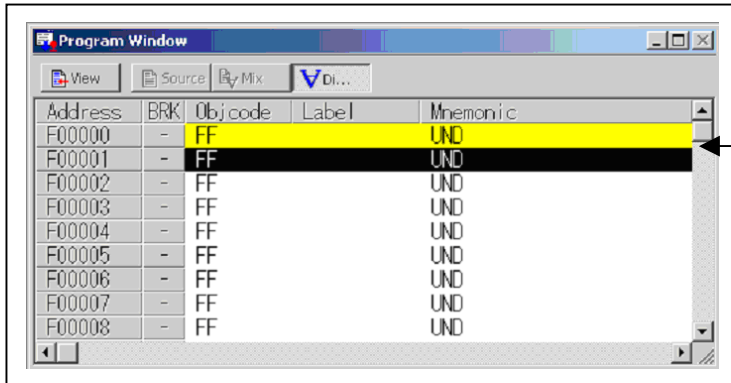 Program Window
View Source Mix Di...
Address BRK Objcode Label Mnemonic
F00000 - FF UND
F00001 - FF UND
F00002 - FF UND
F00003 - FF UND
F00004 - FF UND
F00005 - FF UND
F00006 - FF UND
F00007 - FF UND
F00008 - FF UND